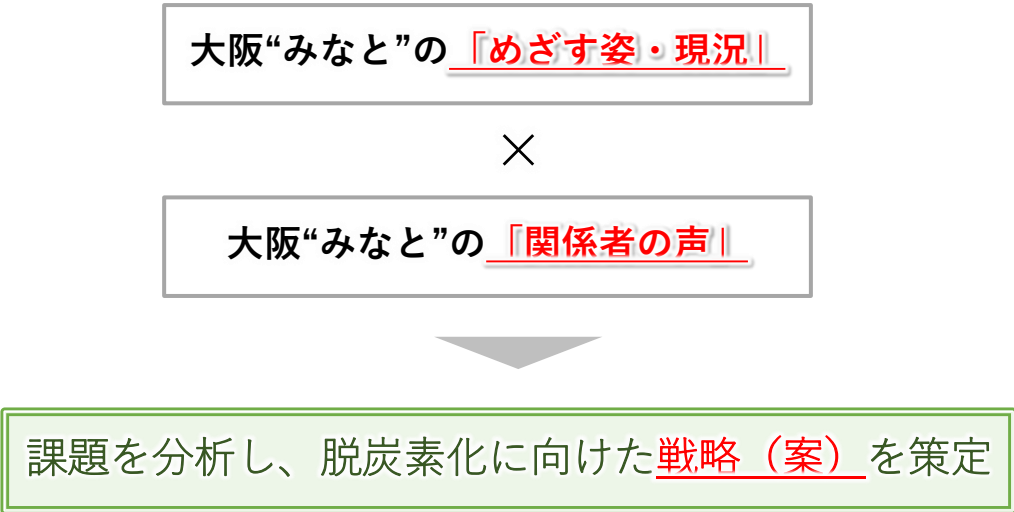 大阪“みなと”の「めざす姿・現況」
×
大阪“みなと”の「関係者の声」
課題を分析し、脱炭素化に向けた戦略（案）を策定